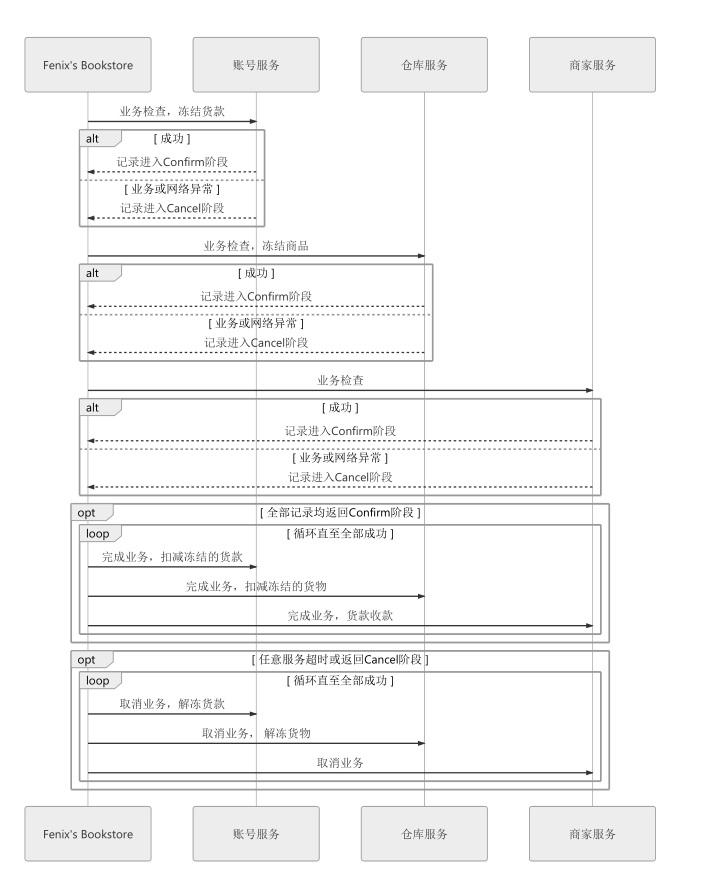 Fenix's Bookstore
账号服务
仓库服务
商家服务
业务检查，冻结货款
alt
[ 成功 ]
记录进入Confirm阶段
[ 业务或网络异常 ]
记录进入Cancel阶段
业务检查，冻结商品
alt
[ 成功 ]
记录进入Confirm阶段
[ 业务或网络异常 ]
记录进入Cancel阶段
业务检查
alt
[ 成功 ]
记录进入Confirm阶段
[ 业务或网络异常 ]
记录进入Cancel阶段
opt
[ 全部记录均返回Confirm阶段 ]
loop
[ 循环直至全部成功 ]
完成业务，扣减冻结的货款
完成业务，扣减冻结的货物
完成业务，货款收款
opt
[ 任意服务超时或返回Cancel阶段 ]
loop
[ 循环直至全部成功 ]
取消业务，解冻货款
取消业务， 解冻货物
取消业务
Fenix's Bookstore
账号服务
仓库服务
商家服务